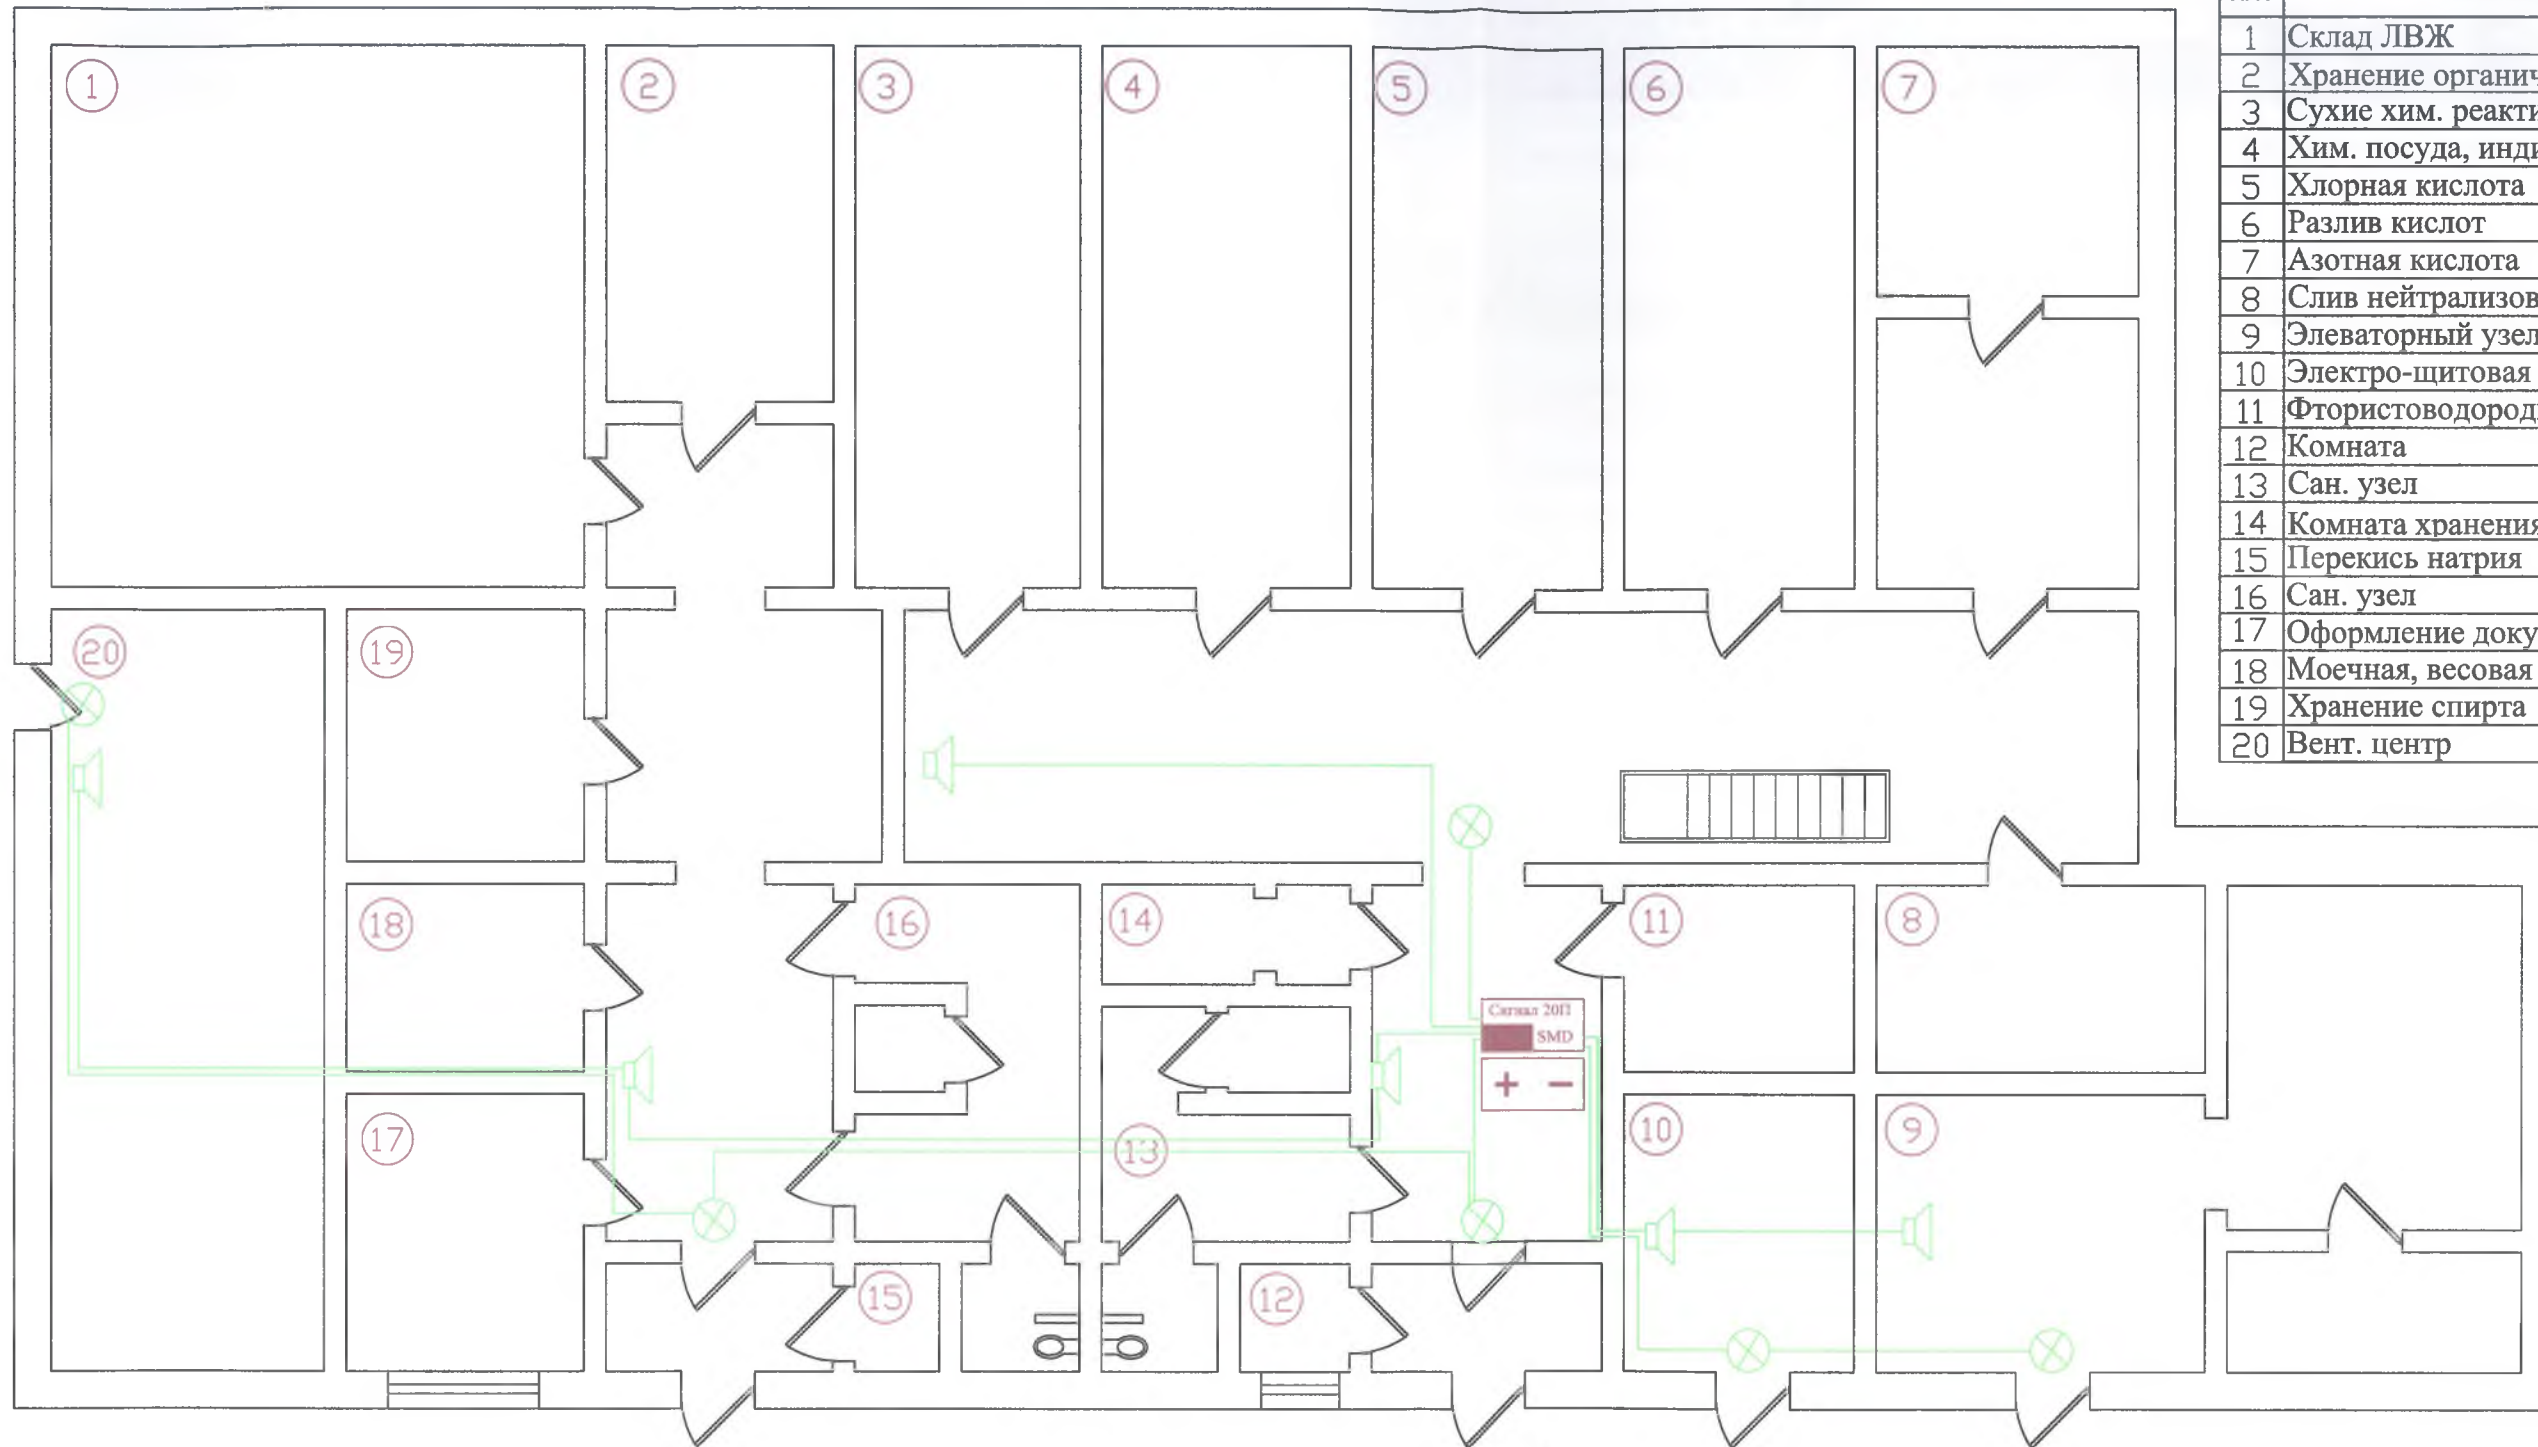 1 Склад ЛВЖ
2 Хранение органич
3 Сухие хим. реакти
4 Хим. посуда, инди
5 Хлорная кислота
6 Разлив кислот
7 Азотная кислота
8 Слив нейтрализов
9 Элеваторный узел
10 Электро-щитовая
11 Фтористоводород
12 Комната
13 Сан. узел
14 Комната хранения
15 Перекись натрия
16 Сан. узел
17 Оформление доку
18 Моечная, весовая
19 Хранение спирта
20 Вент. центр
1
2
3
4
5
6
7
20
19
18
16
14
11
8
Сигнал 20П
SMD
+ −
17
13
10
9
15
12